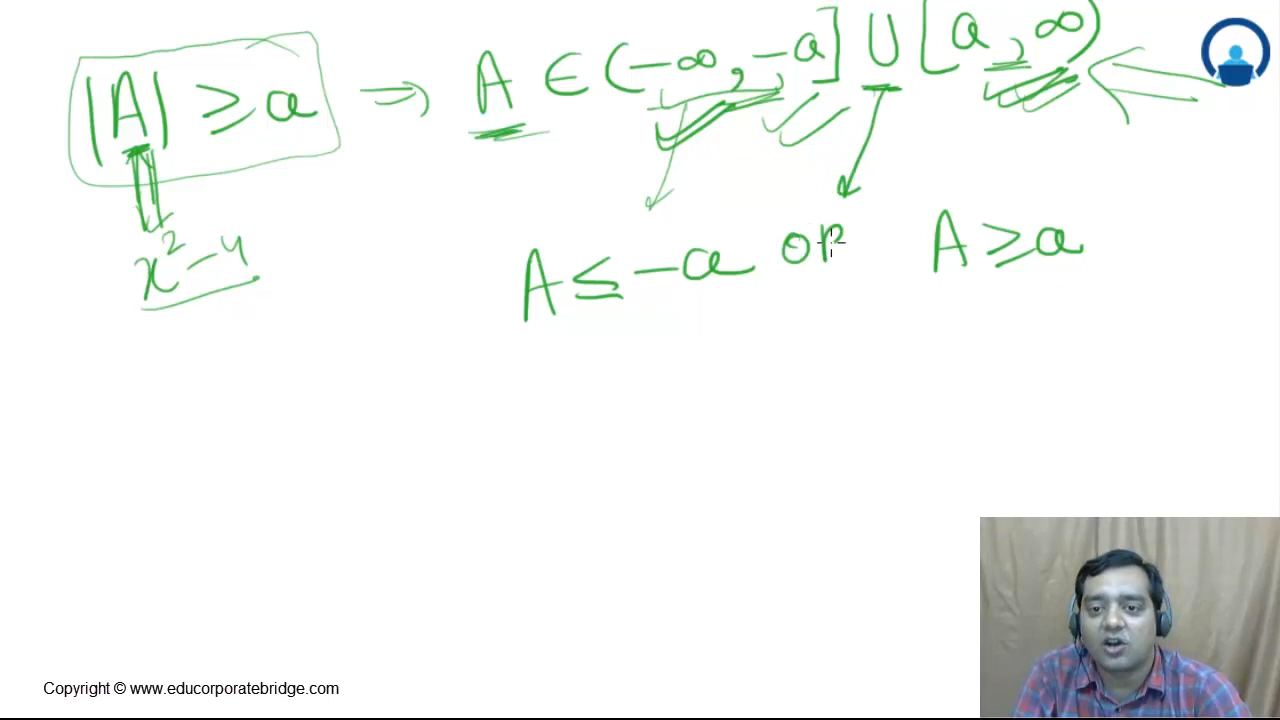 |A| ≥ a → A ∈ (-∞, -a] ∪ [a, ∞)
x² - 4
A ≤ -a or A ≥ a
Copyright © www.educorporatebridge.com